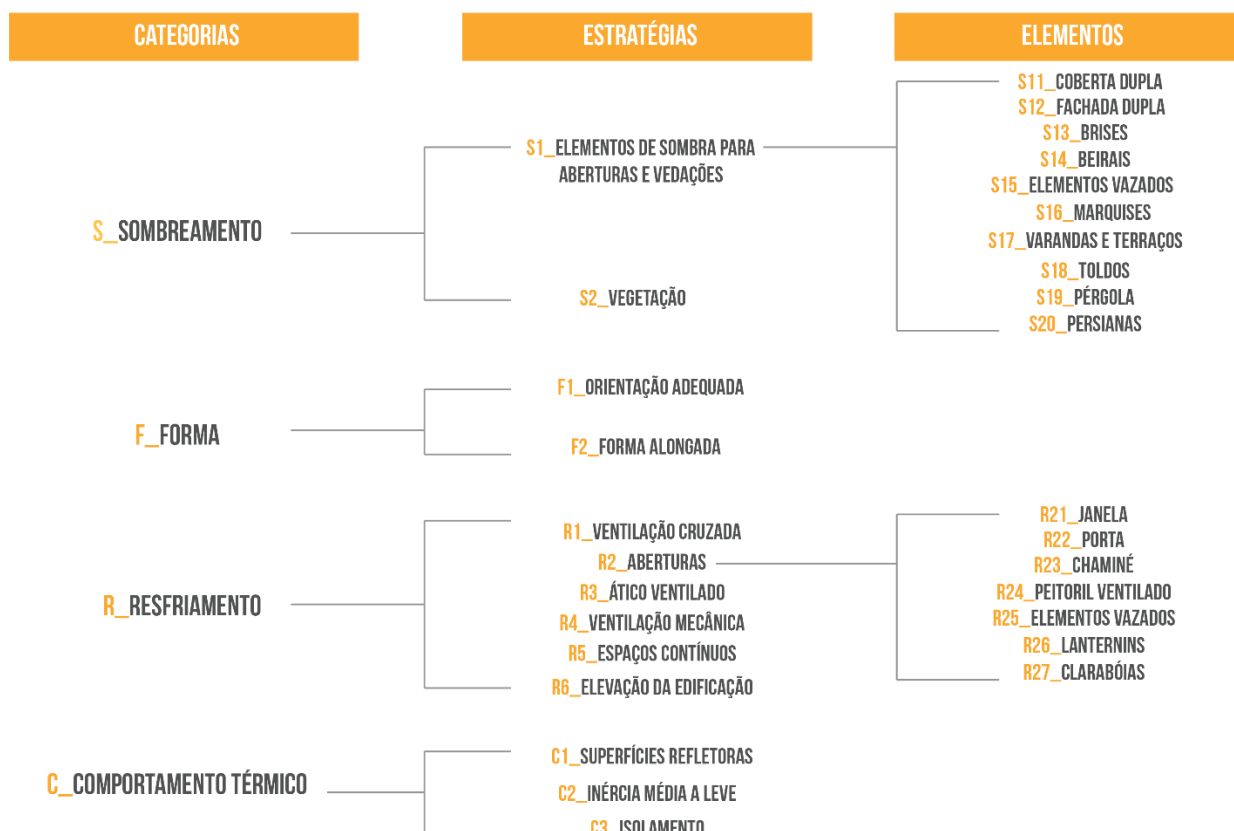 CATEGORIAS
ESTRATÉGIAS
ELEMENTOS
S_SOMBREAMENTO
S1_ELEMENTOS DE SOMBRA PARA
ABERTURAS E VEDAÇÕES
S11_COBERTA DUPLA
S12_FACHADA DUPLA
S13_BRISES
S14_BEIRAIS
S15_ELEMENTOS VAZADOS
S16_MARQUISES
S17_VARANDAS E TERRAÇOS
S18_TOLDOS
S19_PÉRGOLA
S20_PERSIANAS
S2_VEGETAÇÃO
F_FORMA
F1_ORIENTAÇÃO ADEQUADA
F2_FORMA ALONGADA
R_RESFRIAMENTO
R1_VENTILAÇÃO CRUZADA
R2_ABERTURAS
R3_ÁTICO VENTILADO
R4_VENTILAÇÃO MECÂNICA
R5_ESPAÇOS CONTÍNUOS
R6_ELEVAÇÃO DA EDIFICAÇÃO
R21_JANELA
R22_PORTA
R23_CHAMINÉ
R24_PEITORIL VENTILADO
R25_ELEMENTOS VAZADOS
R26_LANTERNINS
R27_CLARABÓIAS
C_COMPORTAMENTO TÉRMICO
C1_SUPERFÍCIES REFLETORAS
C2_INÉRCIA MÉDIA A LEVE
C3_ISOLAMENTO